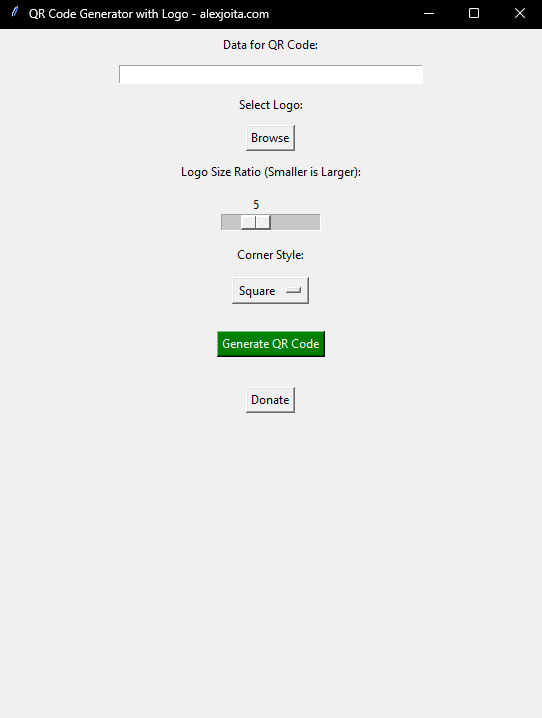 QR Code Generator with Logo - alexjoita.com
Data for QR Code:
Select Logo:
Browse
Logo Size Ratio (Smaller is Larger):
5
Corner Style:
Square
Generate QR Code
Donate